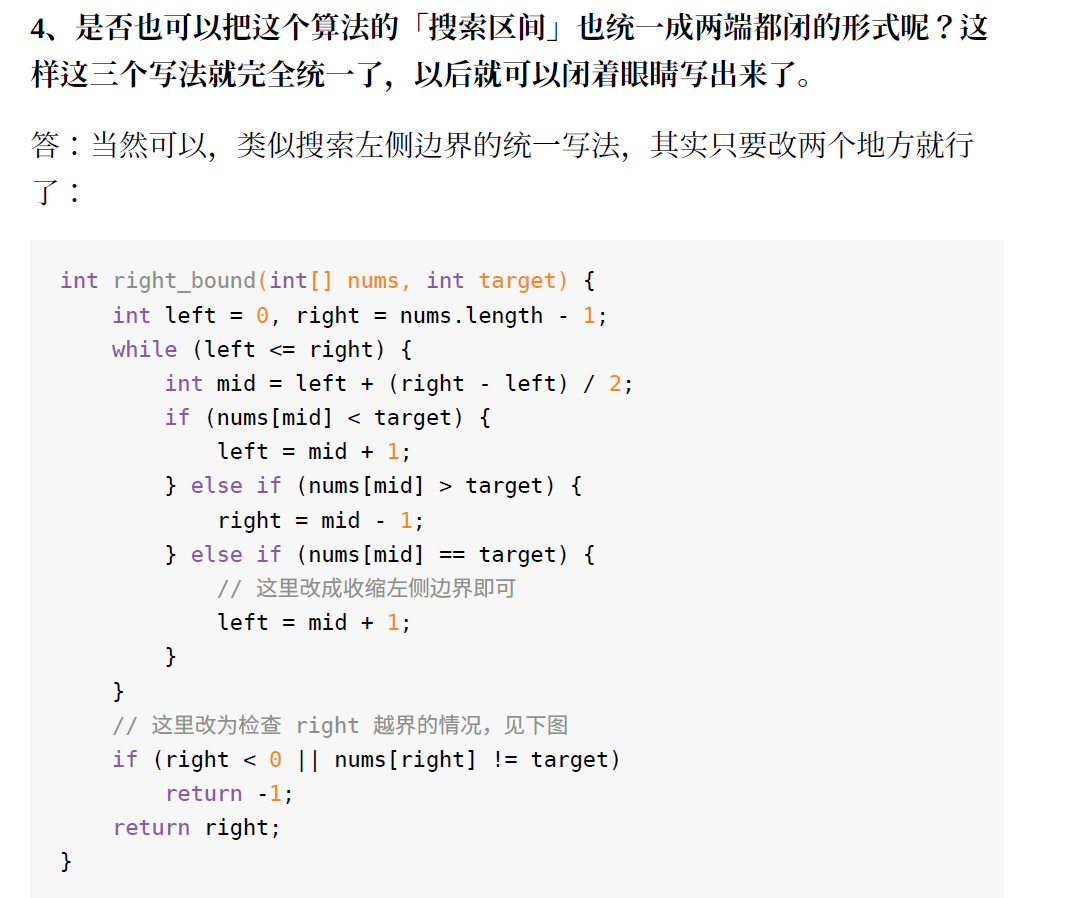 4、是否也可以把这个算法的「搜索区间」也统一成两端都闭的形式呢？这
样这三个写法就完全统一了，以后就可以闭着眼睛写出来了。
答：当然可以，类似搜索左侧边界的统一写法，其实只要改两个地方就行
了：
int right_bound(int[] nums, int target) {
    int left = 0, right = nums.length - 1;
    while (left <= right) {
        int mid = left + (right - left) / 2;
        if (nums[mid] < target) {
            left = mid + 1;
        } else if (nums[mid] > target) {
            right = mid - 1;
        } else if (nums[mid] == target) {
            // 这里改成收缩左侧边界即可
            left = mid + 1;
        }
    }
    // 这里改为检查 right 越界的情况，见下图
    if (right < 0 || nums[right] != target)
        return -1;
    return right;
}